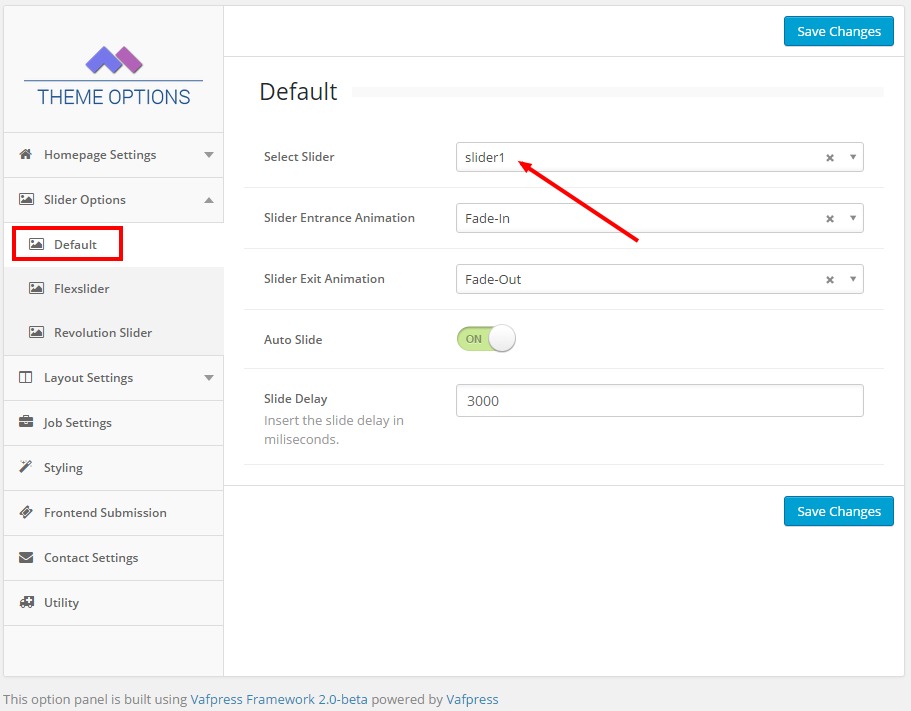 Save Changes
THEME OPTIONS
Homepage Settings
Slider Options
Default
Flexslider
Revolution Slider
Layout Settings
Job Settings
Styling
Frontend Submission
Contact Settings
Utility
Default
Select Slider
slider1
Slider Entrance Animation
Fade-In
Slider Exit Animation
Fade-Out
Auto Slide
ON
Slide Delay
3000
Insert the slide delay in
miliseconds.
Save Changes
This option panel is built using Vafpress Framework 2.0-beta powered by Vafpress